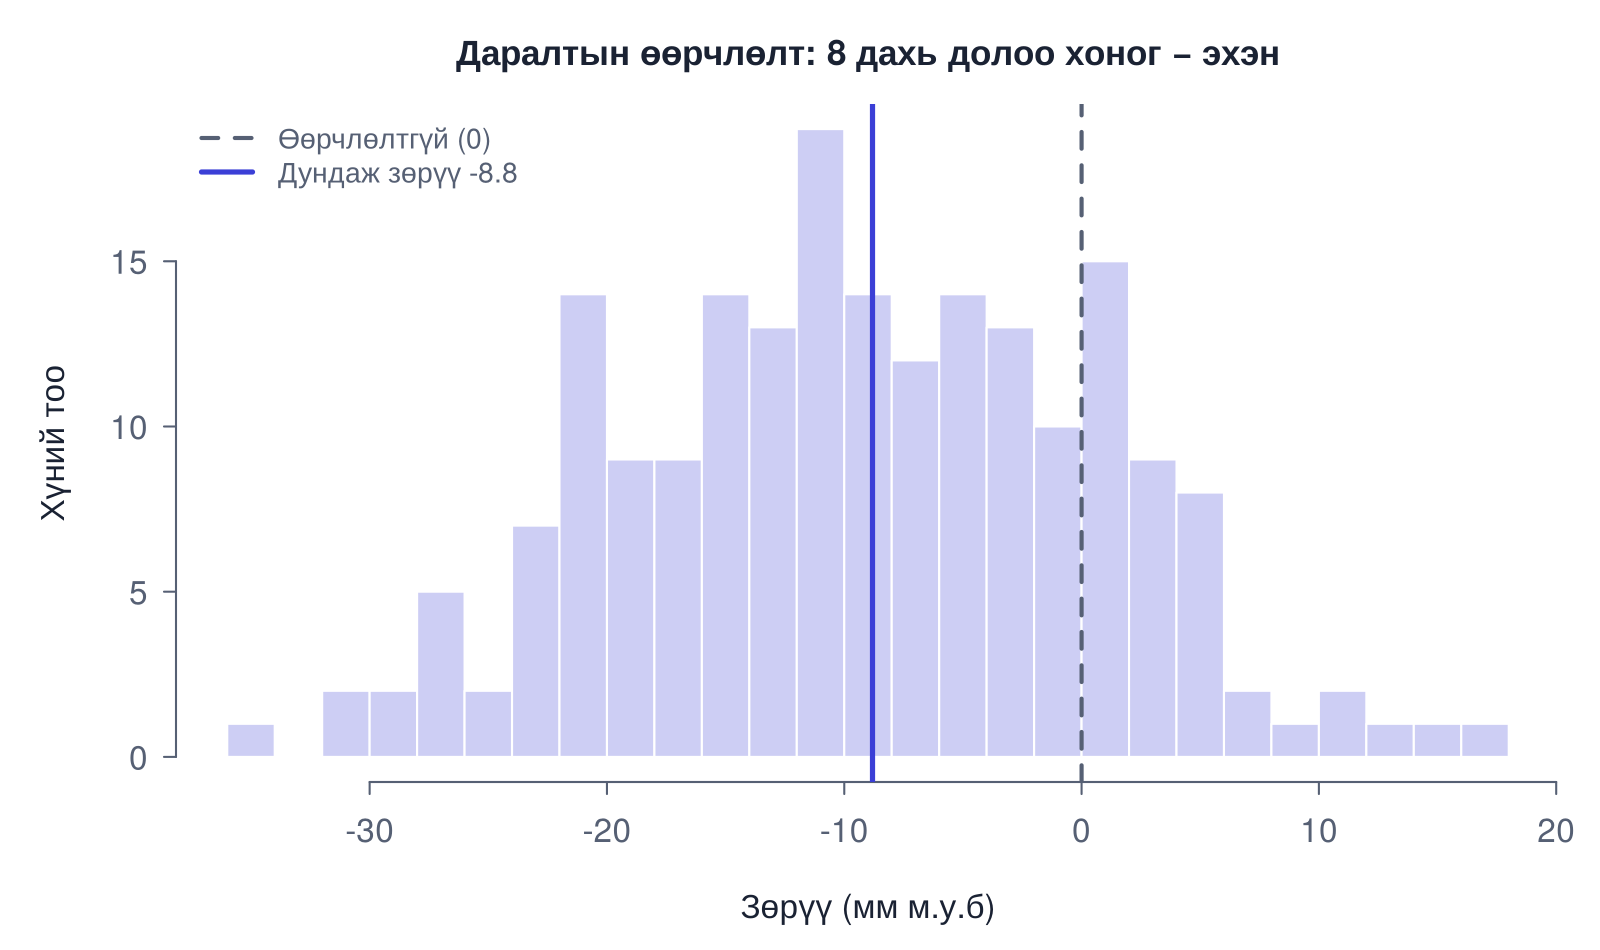 Даралтын өөрчлөлт: 8 дахь долоо хоног – эхэн
Өөрчлөлтгүй (0)
Дундаж зөрүү -8.8
15
10
5
0
Хүний тоо
-30 -20 -10 0 10 20
Зөрүү (мм м.у.б)